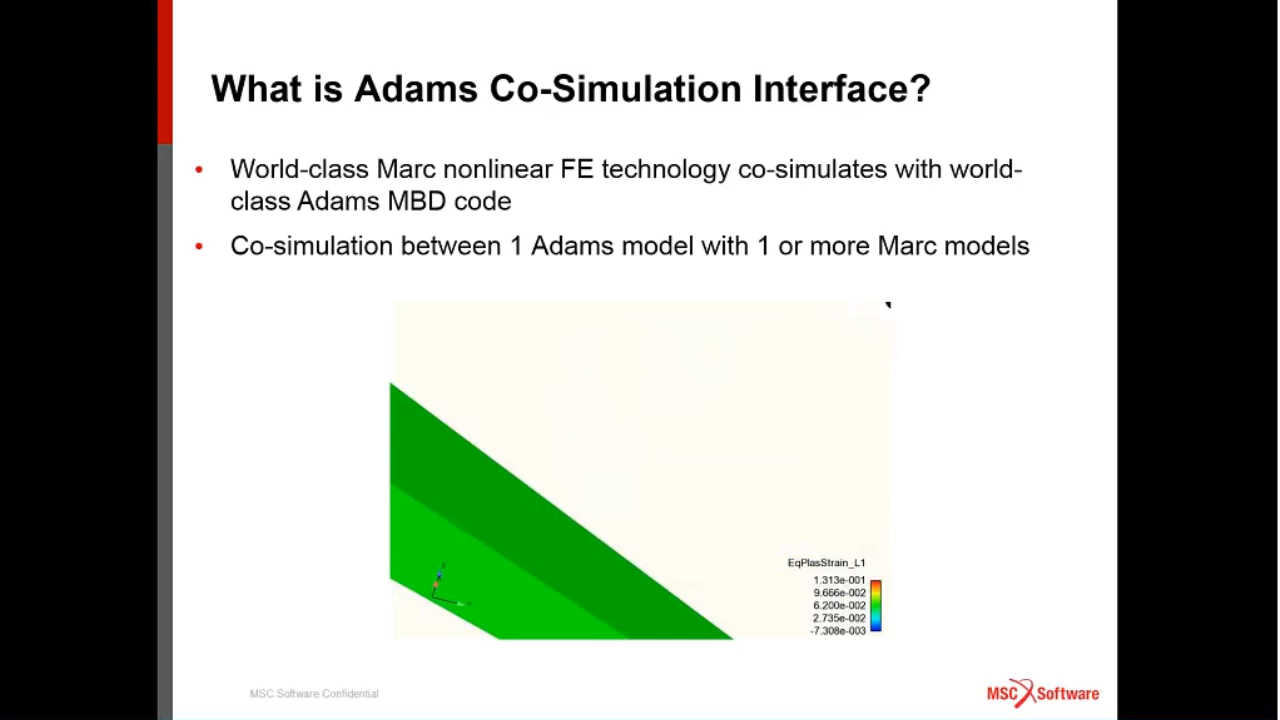 What is Adams Co-Simulation Interface?
• World-class Marc nonlinear FE technology co-simulates with world-
class Adams MBD code
• Co-simulation between 1 Adams model with 1 or more Marc models
EqPlasStrain_L1
1.313e-001
9.666e-002
6.200e-002
2.735e-002
-7.308e-003
MSC Software Confidential
MSC Software